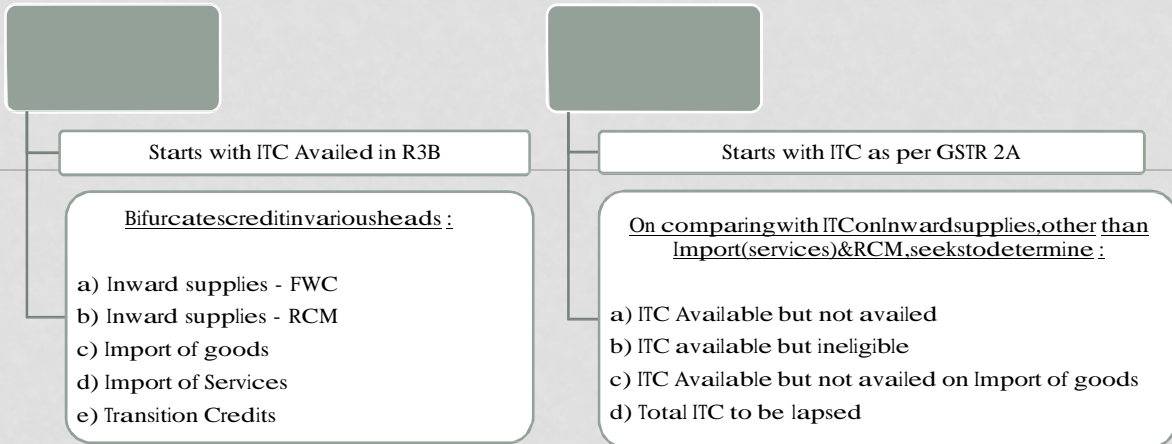 Starts with ITC Availed in R3B
Bifurcatescreditinvariousheads :
a) Inward supplies - FWC
b) Inward supplies - RCM
c) Import of goods
d) Import of Services
e) Transition Credits
Starts with ITC as per GSTR 2A
On comparingwith ITConInwardsupplies,other than
Import(services)&RCM,seekstodetermine :
a) ITC Available but not availed
b) ITC available but ineligible
c) ITC Available but not availed on Import of goods
d) Total ITC to be lapsed